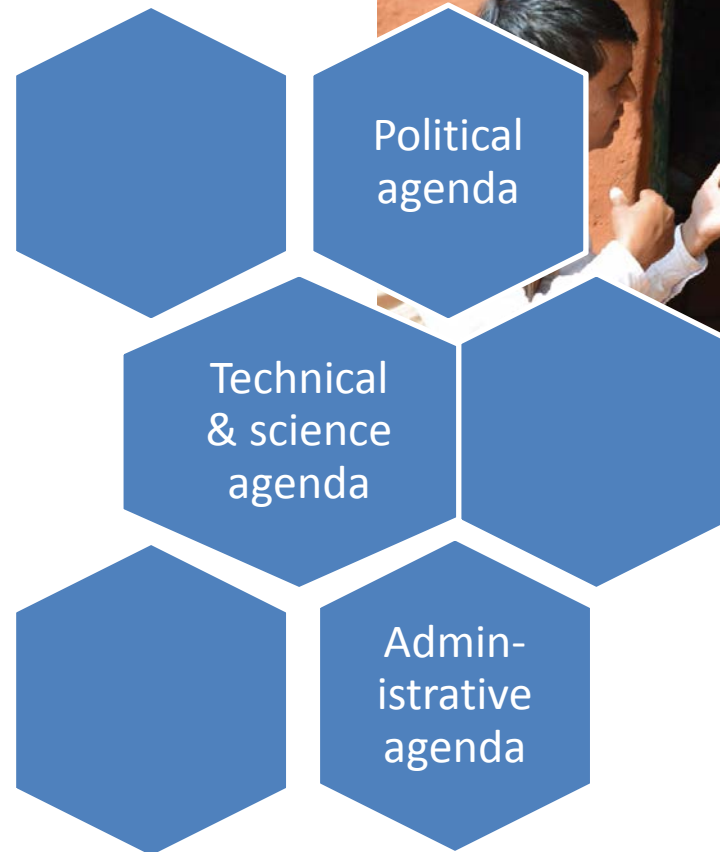 Political
agenda
Technical
& science
agenda
Admin-
istrative
agenda